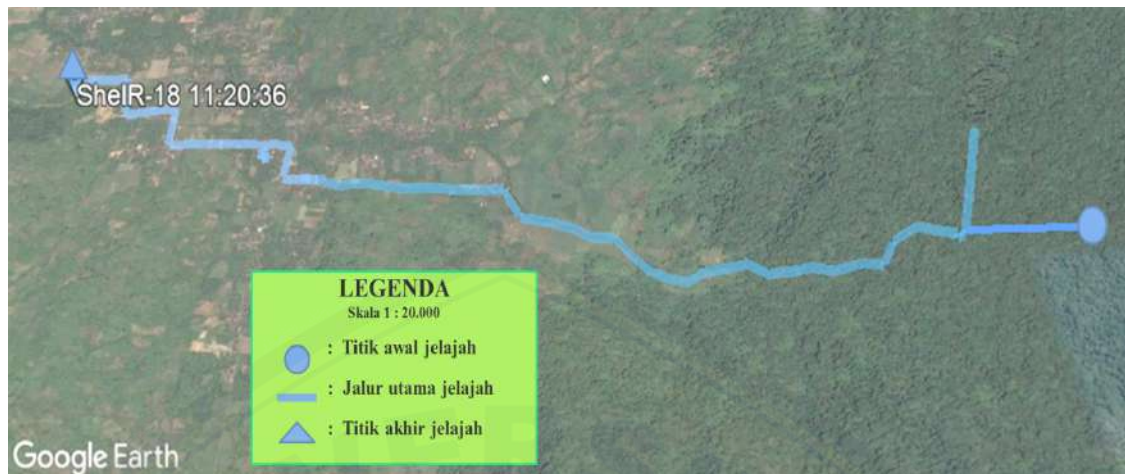 SheIR-18 11:20:36
LEGENDA
Skala 1 : 20.000
: Titik awal jelajah
: Jalur utama jelajah
: Titik akhir jelajah
Google Earth